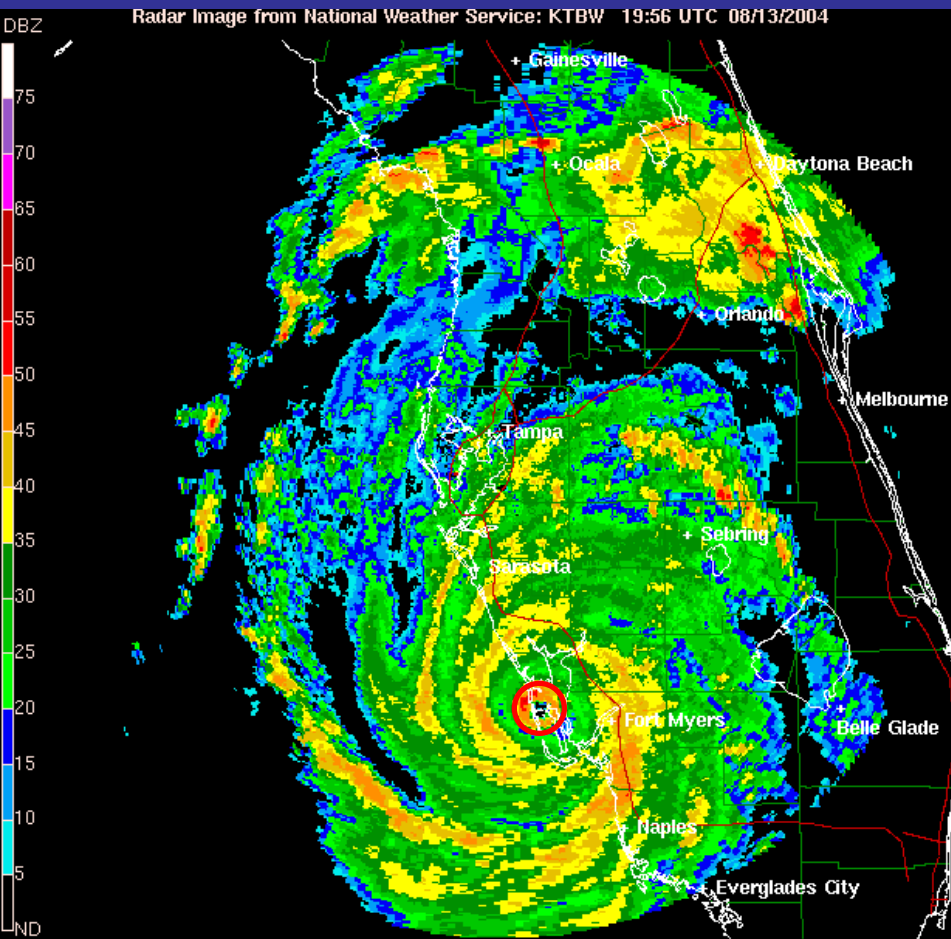 Radar Image from National Weather Service: KTBW 19:56 UTC 08/13/2004
DBZ
75
70
65
60
55
50
45
40
35
30
25
20
15
10
5
ND
Gainesville
Ocala
Daytona Beach
Orlando
Melbourne
Tampa
Sebring
Sarasota
Fort Myers
Belle Glade
Naples
Everglades City